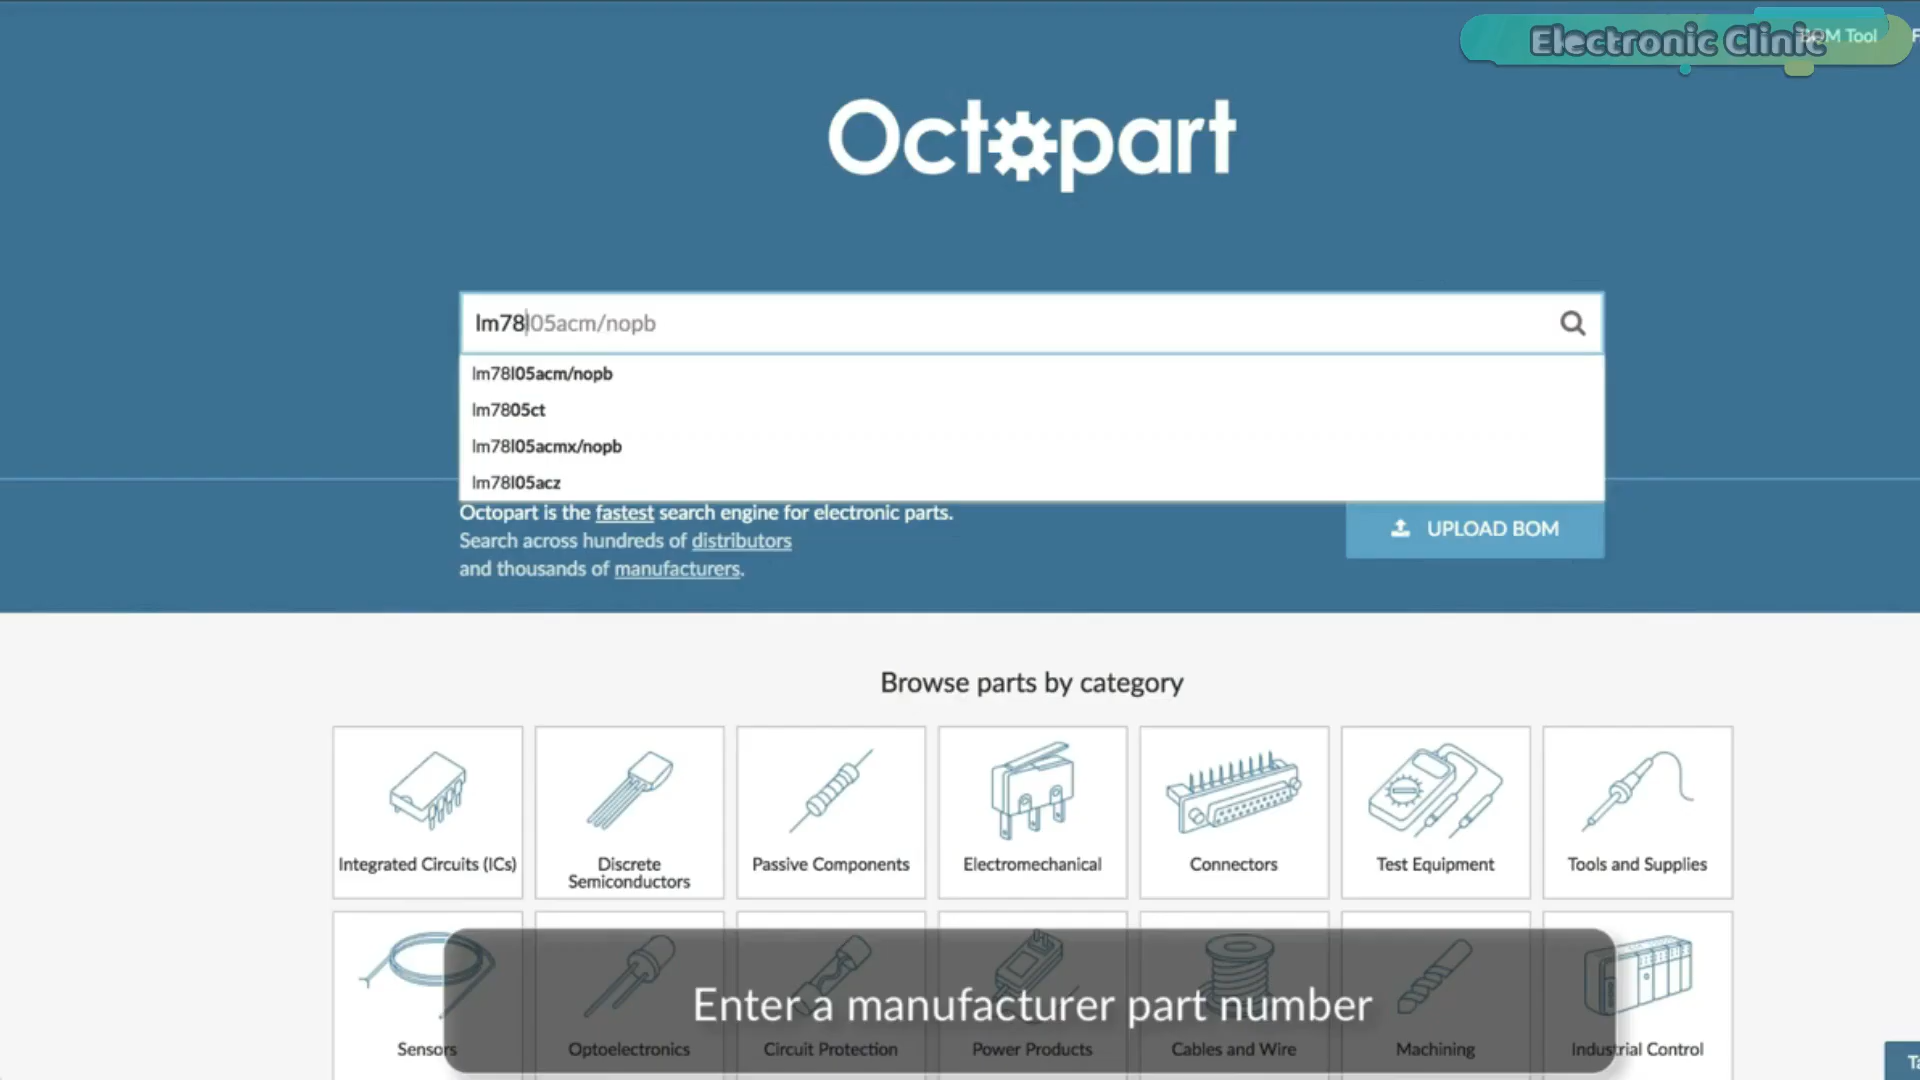 Electronic Clinic
BOM Tool
Octopart
lm78l05acm/nopb
lm78l05acm/nopb
lm7805ct
lm78l05acmx/nopb
lm78l05acz
Octopart is the fastest search engine for electronic parts.
Search across hundreds of distributors
and thousands of manufacturers.
UPLOAD BOM
Browse parts by category
Integrated Circuits (ICs)
Discrete
Semiconductors
Passive Components
Electromechanical
Connectors
Test Equipment
Tools and Supplies
Enter a manufacturer part number
Sensors
Optoelectronics
Circuit Protection
Power Products
Cables and Wire
Machining
Industrial Control